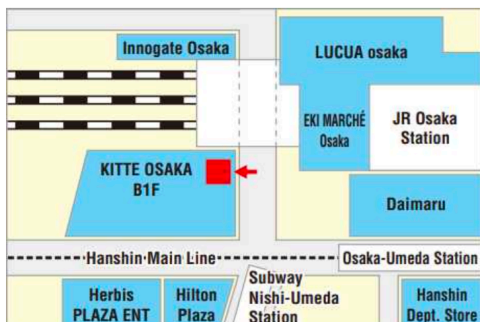 Innogate Osaka
LUCUA osaka
EKI MARCHÉ
Osaka
JR Osaka
Station
KITTE OSAKA
B1F
Daimaru
Hanshin Main Line
Osaka-Umeda Station
Subway
Nishi-Umeda
Station
Herbis
PLAZA ENT
Hilton
Plaza
Hanshin
Dept. Store